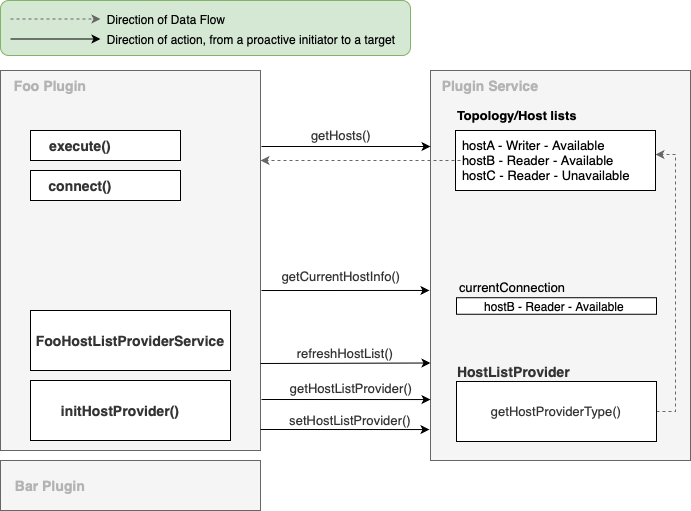 Direction of Data Flow
Direction of action, from a proactive initiator to a target
Foo Plugin
execute()
connect()
FooHostListProviderService
initHostProvider()
getHosts()
getCurrentHostInfo()
refreshHostList()
getHostListProvider()
setHostListProvider()
Plugin Service
Topology/Host lists
hostA - Writer - Available
hostB - Reader - Available
hostC - Reader - Unavailable
currentConnection
hostB - Reader - Available
HostListProvider
getHostProviderType()
Bar Plugin